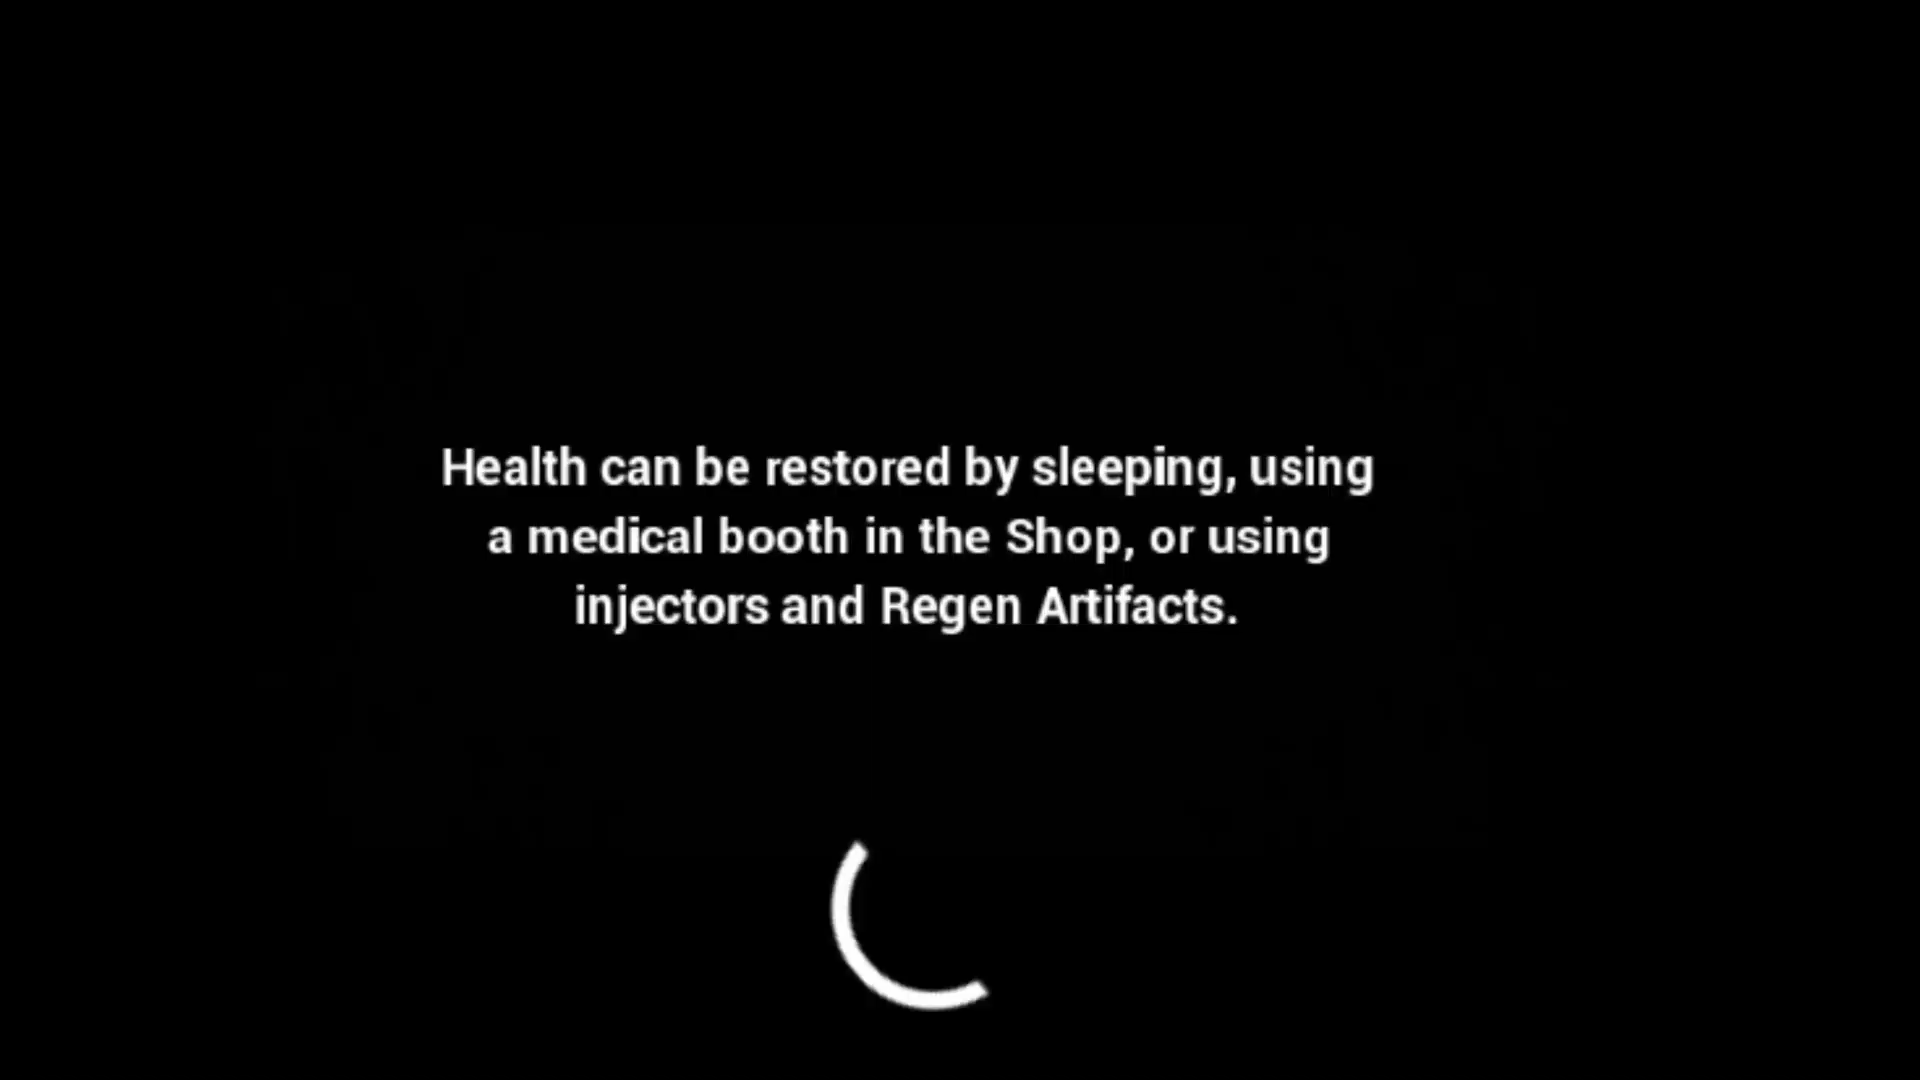 Health can be restored by sleeping, using
a medical booth in the Shop, or using
injectors and Regen Artifacts.